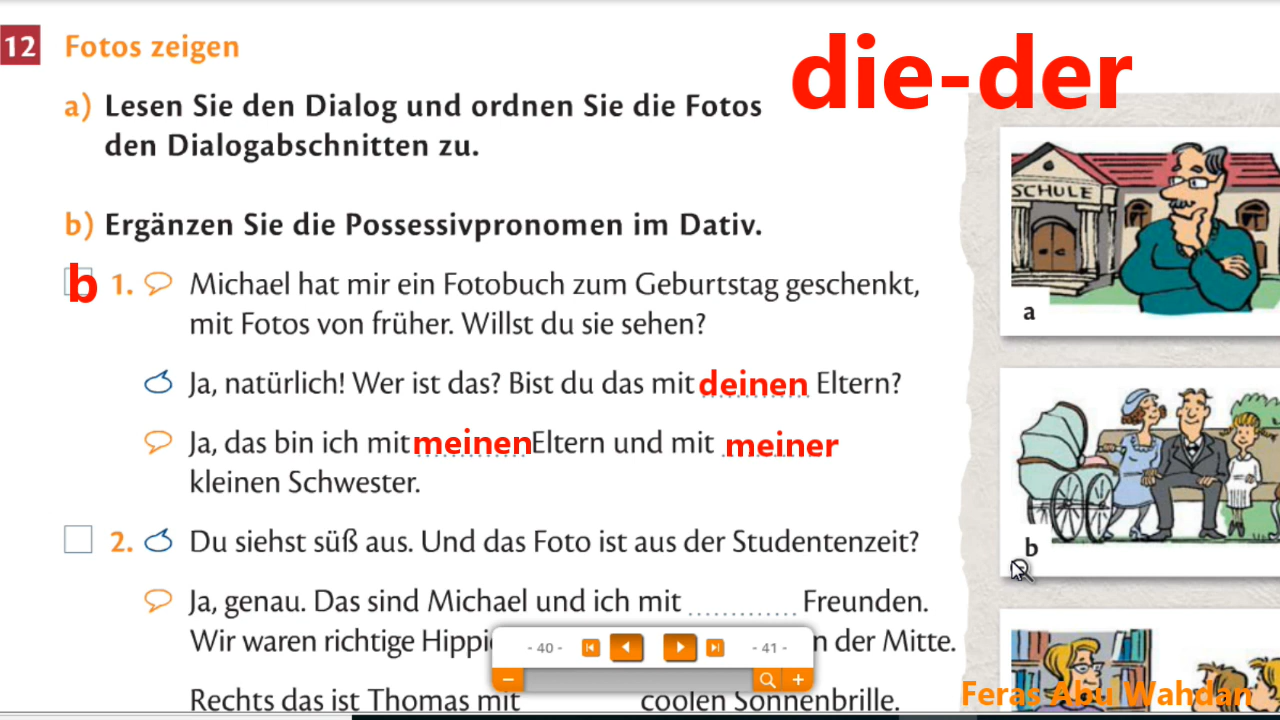 12 Fotos zeigen
die-der
a) Lesen Sie den Dialog und ordnen Sie die Fotos
den Dialogabschnitten zu.
b) Ergänzen Sie die Possessivpronomen im Dativ.
b 1. Michael hat mir ein Fotobuch zum Geburtstag geschenkt,
mit Fotos von früher. Willst du sie sehen?
Ja, natürlich! Wer ist das? Bist du das mit deinen Eltern?
Ja, das bin ich mit meinen Eltern und mit meiner
kleinen Schwester.
2. Du siehst süß aus. Und das Foto ist aus der Studentenzeit?
Ja, genau. Das sind Michael und ich mit ............. Freunden.
Wir waren richtige der Mitte.
Rechts das ist Thomas mit coolen Sonnenbrille.
- 40 - - 41 -
SCHULE
a
b
Feras Abu Wahdan